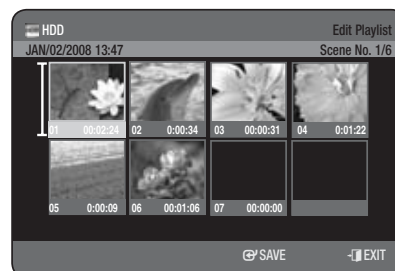 HDD Edit Playlist
JAN/02/2008 13:47 Scene No. 1/6
01 00:02:24 02 0:00:34 03 00:00:31 04 0:01:22
05 0:00:09 06 00:01:06 07 00:00:00
SAVE EXIT